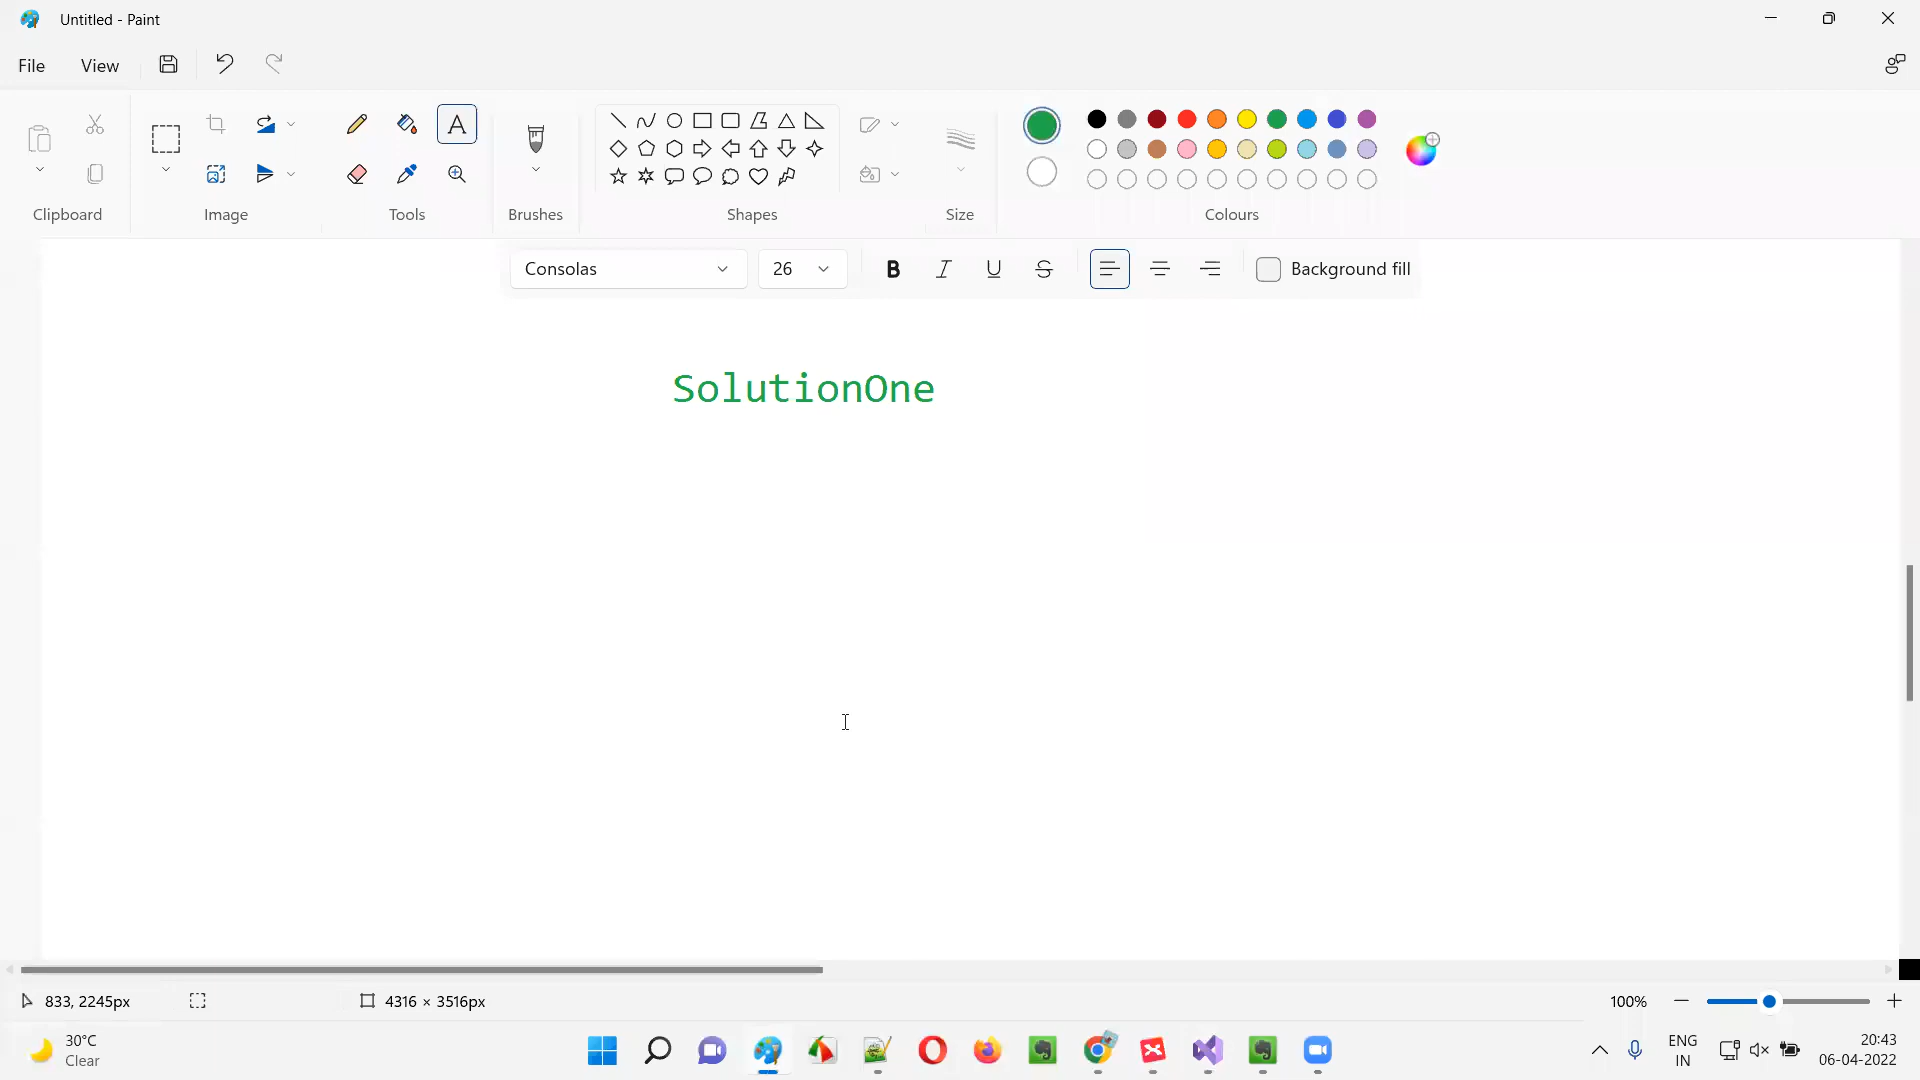 Untitled - Paint
File View
Clipboard Image Tools Brushes Shapes Size Colours
Consolas 26 B I U S Background fill
SolutionOne
833, 2245px 4316 × 3516px 100%
30°C
Clear
ENG
IN
20:43
06-04-2022